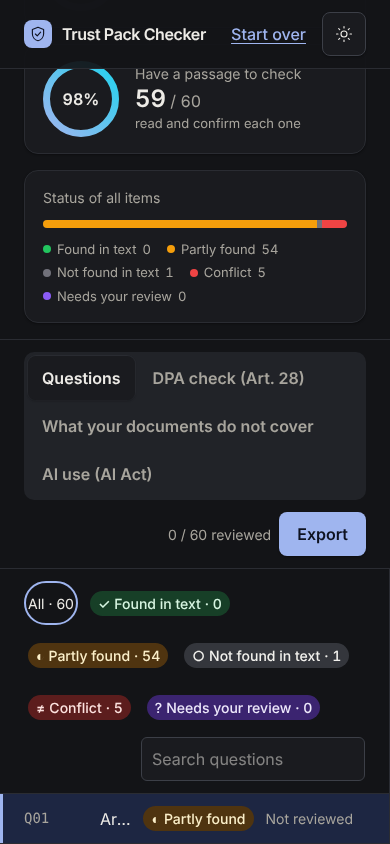 Trust Pack Checker Start over
Have a passage to check
98% 59 / 60
read and confirm each one
Status of all items
Found in text 0 Partly found 54
Not found in text 1 Conflict 5
Needs your review 0
Questions DPA check (Art. 28)
What your documents do not cover
AI use (AI Act)
0 / 60 reviewed Export
All · 60 ✓ Found in text · 0
Partly found · 54 Not found in text · 1
≠ Conflict · 5 ? Needs your review · 0
Search questions
Q01 Ar... Partly found Not reviewed